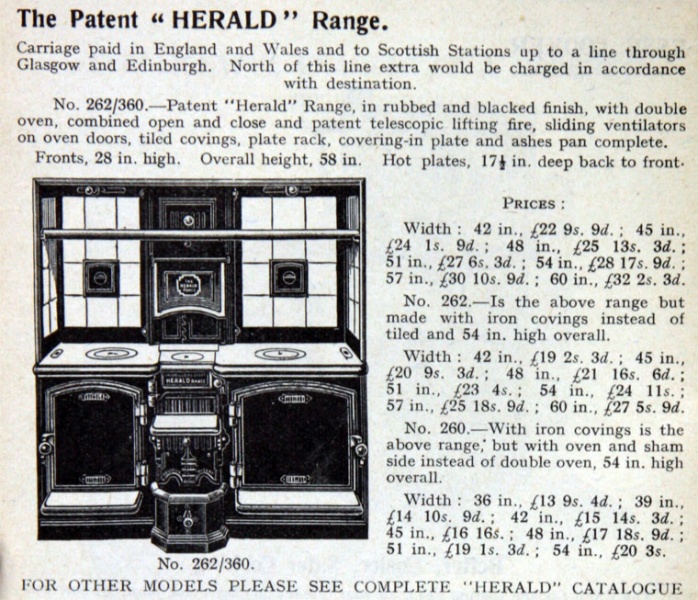 The Patent "HERALD" Range.
Carriage paid in England and Wales and to Scottish Stations up to a line through
Glasgow and Edinburgh. North of this line extra would be charged in accordance
with destination.
No. 262/360.—Patent "Herald" Range, in rubbed and blacked finish, with double
oven, combined open and close and patent telescopic lifting fire, sliding ventilators
on oven doors, tiled covings, plate rack, covering-in plate and ashes pan complete.
Fronts, 28 in. high. Overall height, 58 in. Hot plates, 17½ in. deep back to front.
PRICES :
Width : 42 in., £22 9s. 9d. ; 45 in.,
£24 1s. 9d. ; 48 in., £25 13s. 3d. ;
51 in., £27 6s. 3d. ; 54 in., £28 17s. 9d. ;
57 in., £30 10s. 9d. ; 60 in., £32 2s. 3d.
No. 262.—Is the above range but
made with iron covings instead of
tiled and 54 in. high overall.
Width : 42 in., £19 2s. 3d. ; 45 in.,
£20 9s. 3d. ; 48 in., £21 16s. 6d. ;
51 in., £23 4s. ; 54 in., £24 11s. ;
57 in., £25 18s. 9d. ; 60 in., £27 5s. 9d.
No. 260.—With iron covings is the
above range, but with oven and sham
side instead of double oven, 54 in. high
overall.
Width : 36 in., £13 9s. 4d. ; 39 in.,
£14 10s. 9d. ; 42 in., £15 14s. 3d. ;
45 in., £16 16s. ; 48 in., £17 18s. 9d. ;
51 in., £19 1s. 3d. ; 54 in., £20 3s.
THE
HERALD
RANGE
HERALD RANGE
No. 262/360.
FOR OTHER MODELS PLEASE SEE COMPLETE "HERALD" CATALOGUE